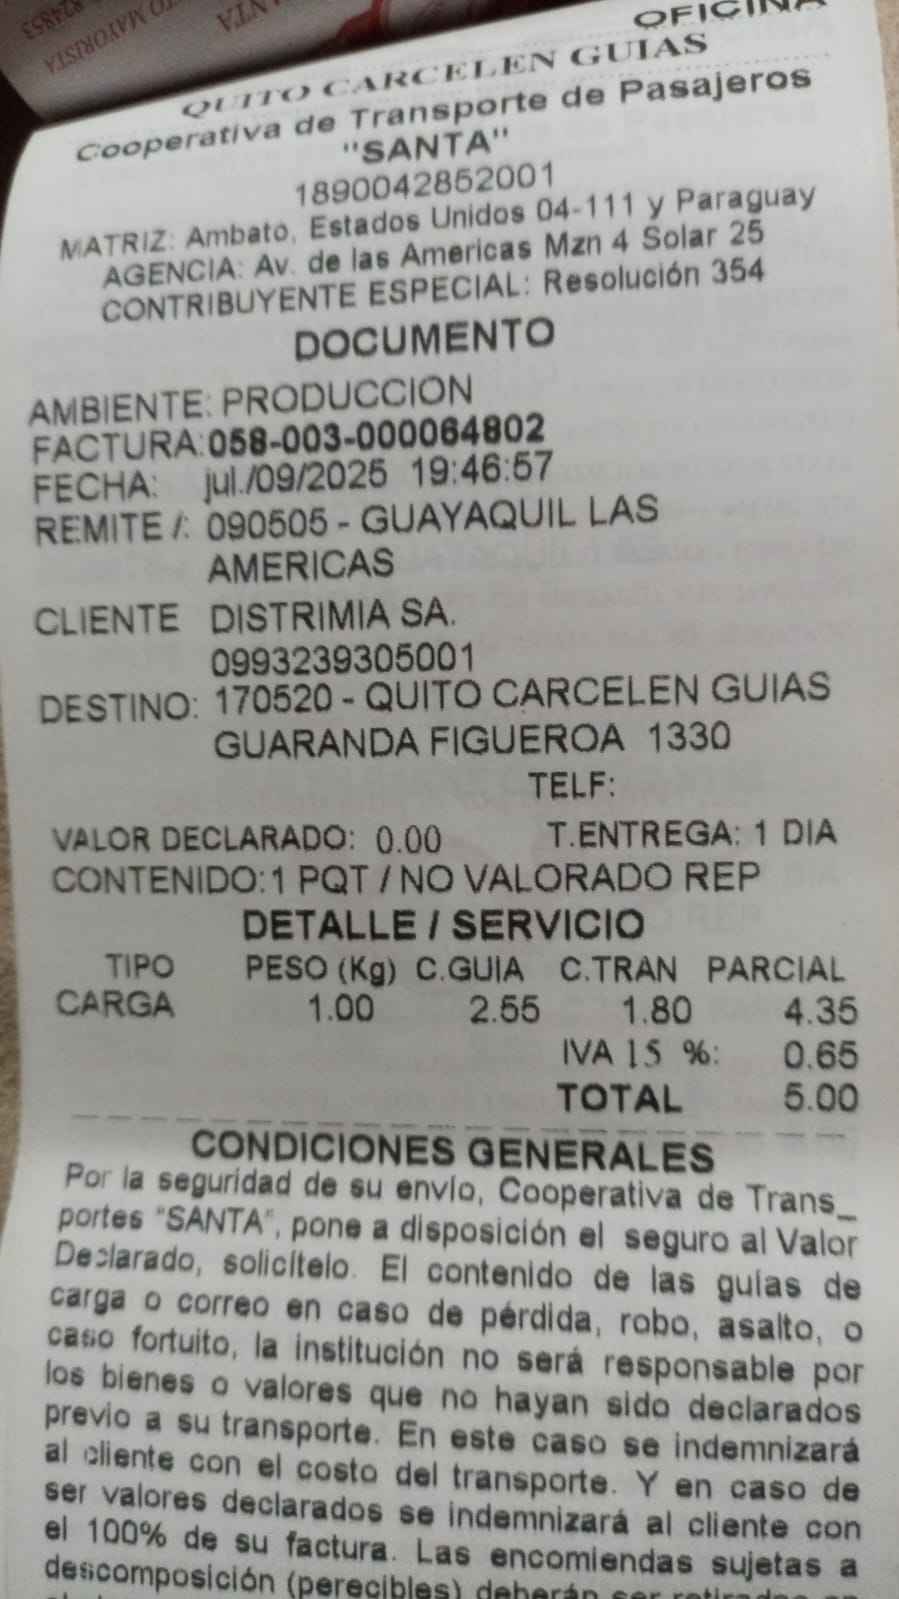 824853
TO MAYORISTA
ANTA
OFICINA
QUITO CARCELEN GUIAS
Cooperativa de Transporte de Pasajeros
"SANTA"
1890042852001
MATRIZ: Ambato, Estados Unidos 04-111 y Paraguay
AGENCIA: Av. de las Americas Mzn 4 Solar 25
CONTRIBUYENTE ESPECIAL: Resolución 354
DOCUMENTO
AMBIENTE: PRODUCCION
FACTURA:058-003-000064802
FECHA: jul./09/2025 19:46:57
REMITE /: 090505 - GUAYAQUIL LAS
AMERICAS
CLIENTE DISTRIMIA SA.
0993239305001
DESTINO: 170520 - QUITO CARCELEN GUIAS
GUARANDA FIGUEROA 1330
TELF:
VALOR DECLARADO: 0.00 T.ENTREGA: 1 DIA
CONTENIDO:1 PQT / NO VALORADO REP
DETALLE / SERVICIO
TIPO PESO (Kg) C.GUIA C.TRAN PARCIAL
CARGA 1.00 2.55 1.80 4.35
IVA 15 %: 0.65
TOTAL 5.00
CONDICIONES GENERALES
Por la seguridad de su envío, Cooperativa de Trans_
portes "SANTA", pone a disposición el seguro al Valor
Declarado, solicítelo. El contenido de las guías de
carga o correo en caso de pérdida, robo, asalto, o
caso fortuito, la institución no será responsable por
los bienes o valores que no hayan sido declarados
previo a su transporte. En este caso se indemnizará
al cliente con el costo del transporte. Y en caso de
ser valores declarados se indemnizará al cliente con
el 100% de su factura. Las encomiendas sujetas a
descomposición (perecibles) deberán ser retiradas en